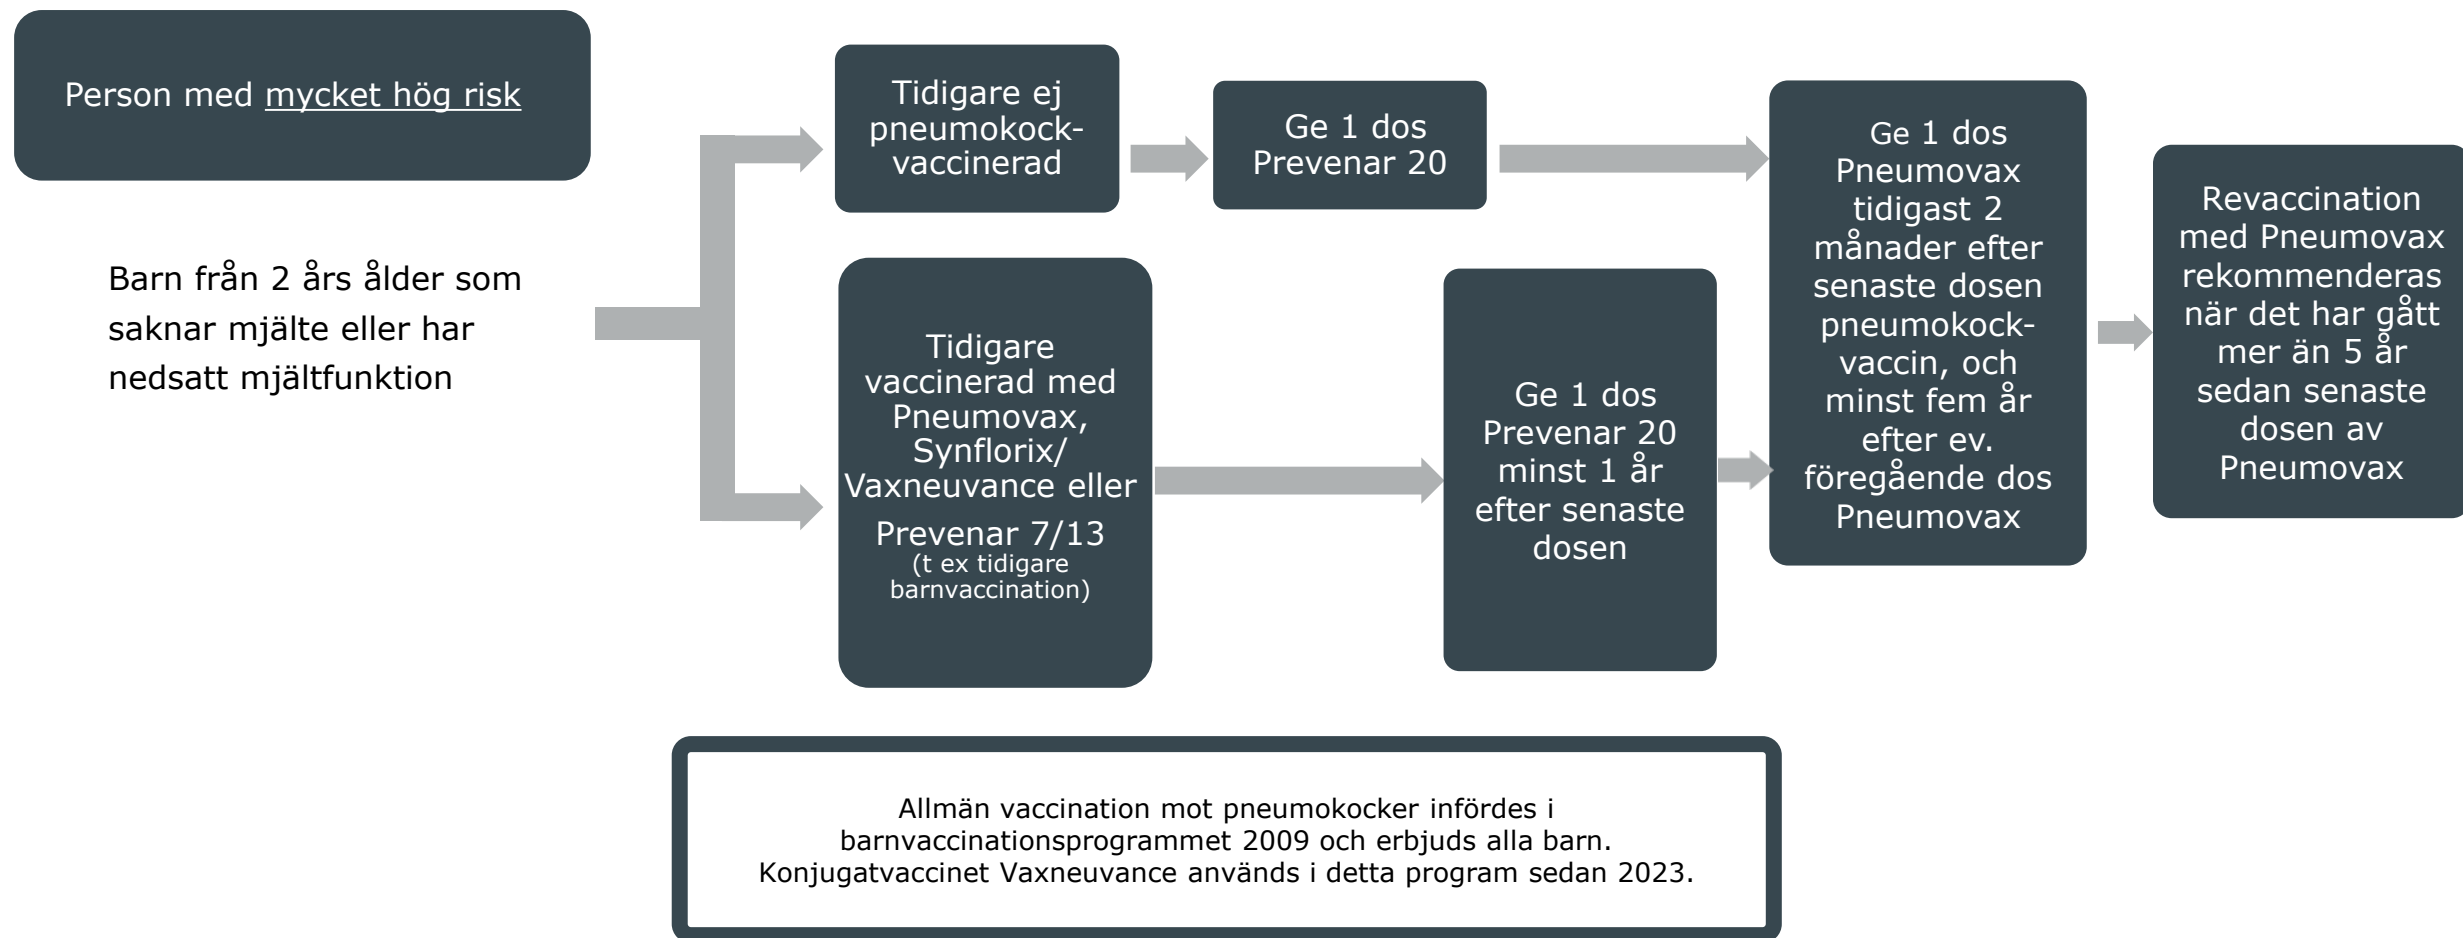 Person med mycket hög risk
Barn från 2 års ålder som
saknar mjälte eller har
nedsatt mjältfunktion
Tidigare ej
pneumokock-
vaccinerad
Ge 1 dos
Prevenar 20
Tidigare
vaccinerad med
Pneumovax,
Synflorix/
Vaxneuvance eller
Prevenar 7/13
(t ex tidigare
barnvaccination)
Ge 1 dos
Prevenar 20
minst 1 år
efter senaste
dosen
Ge 1 dos
Pneumovax
tidigast 2
månader efter
senaste dosen
pneumokock-
vaccin, och
minst fem år
efter ev.
föregående dos
Pneumovax
Revaccination
med Pneumovax
rekommenderas
när det har gått
mer än 5 år
sedan senaste
dosen av
Pneumovax
Allmän vaccination mot pneumokocker infördes i
barnvaccinationsprogrammet 2009 och erbjuds alla barn.
Konjugatvaccinet Vaxneuvance används i detta program sedan 2023.